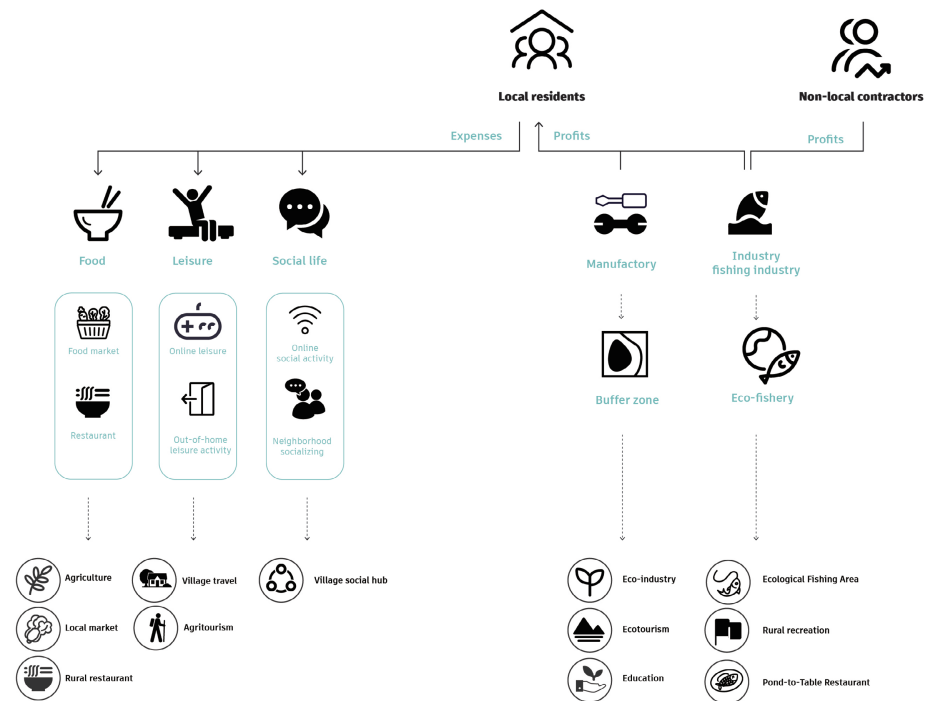 Local residents
Non-local contractors
Expenses
Profits
Profits
Food
Leisure
Social life
Manufactory
Industry
fishing industry
Food market
Online leisure
Online
social activity
Restaurant
Out-of-home
leisure activity
Neighborhood
socializing
Buffer zone
Eco-fishery
Agriculture
Village travel
Village social hub
Eco-industry
Ecological Fishing Area
Local market
Agritourism
Ecotourism
Rural recreation
Rural restaurant
Education
Pond-to-Table Restaurant